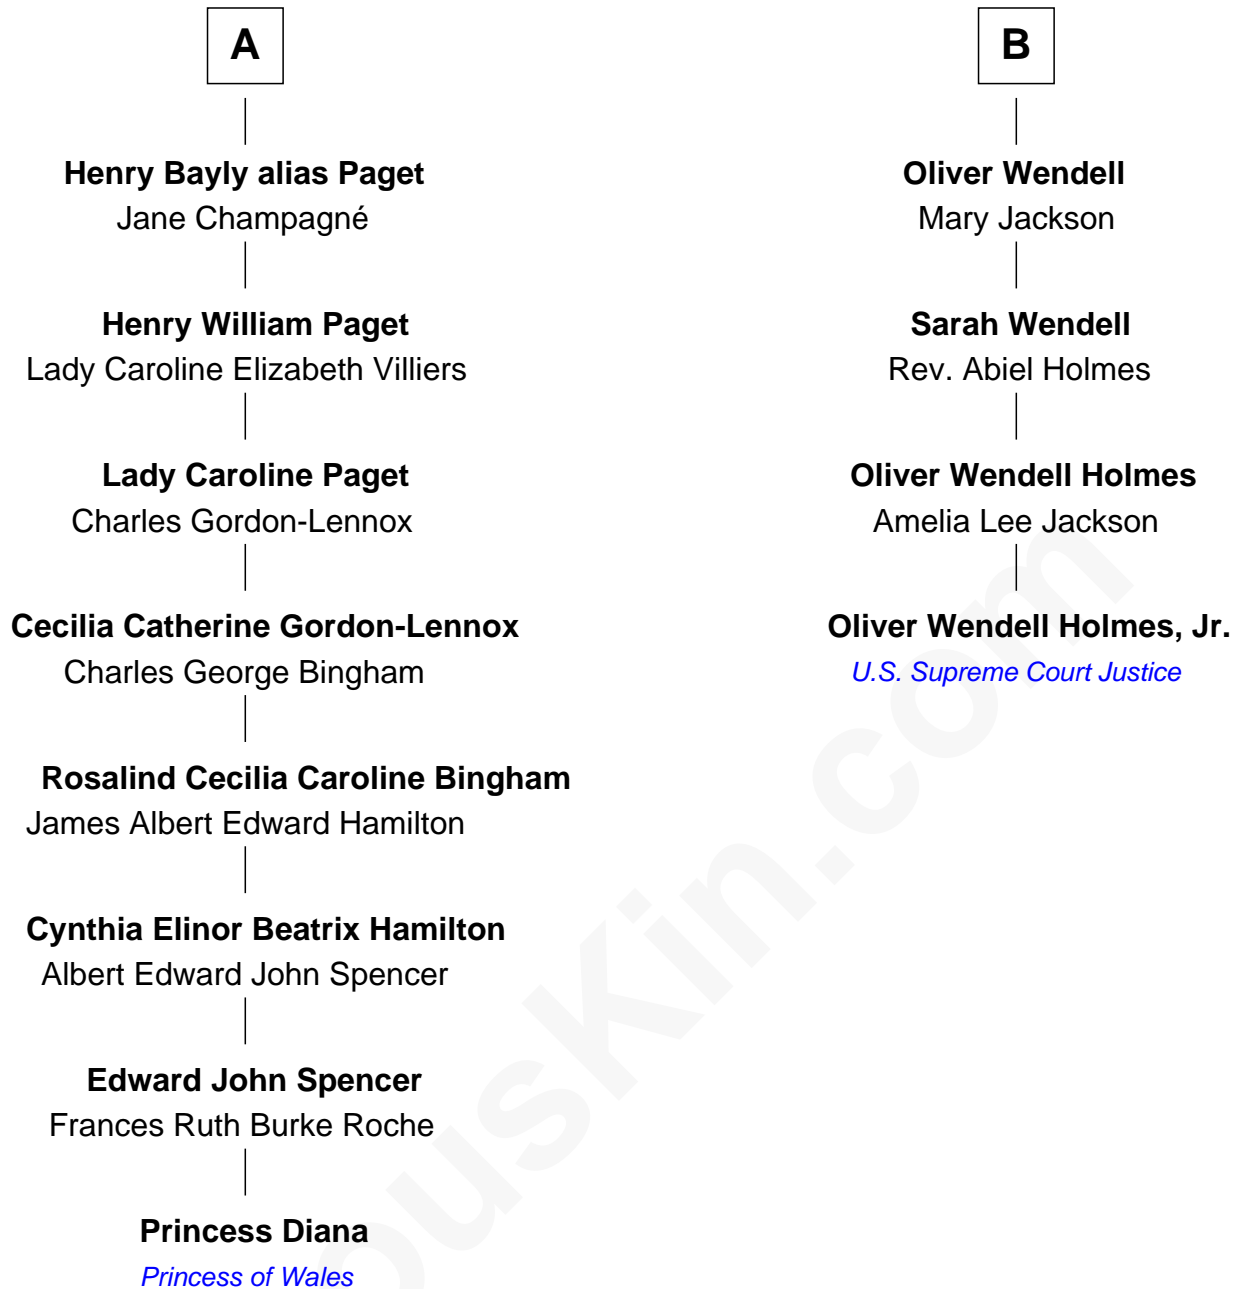 A
Henry Bayly alias Paget
Jane Champagné
Henry William Paget
Lady Caroline Elizabeth Villiers
Lady Caroline Paget
Charles Gordon-Lennox
Cecilia Catherine Gordon-Lennox
Charles George Bingham
Rosalind Cecilia Caroline Bingham
James Albert Edward Hamilton
Cynthia Elinor Beatrix Hamilton
Albert Edward John Spencer
Edward John Spencer
Frances Ruth Burke Roche
Princess Diana
Princess of Wales
B
Oliver Wendell
Mary Jackson
Sarah Wendell
Rev. Abiel Holmes
Oliver Wendell Holmes
Amelia Lee Jackson
Oliver Wendell Holmes, Jr.
U.S. Supreme Court Justice
ousKin.com